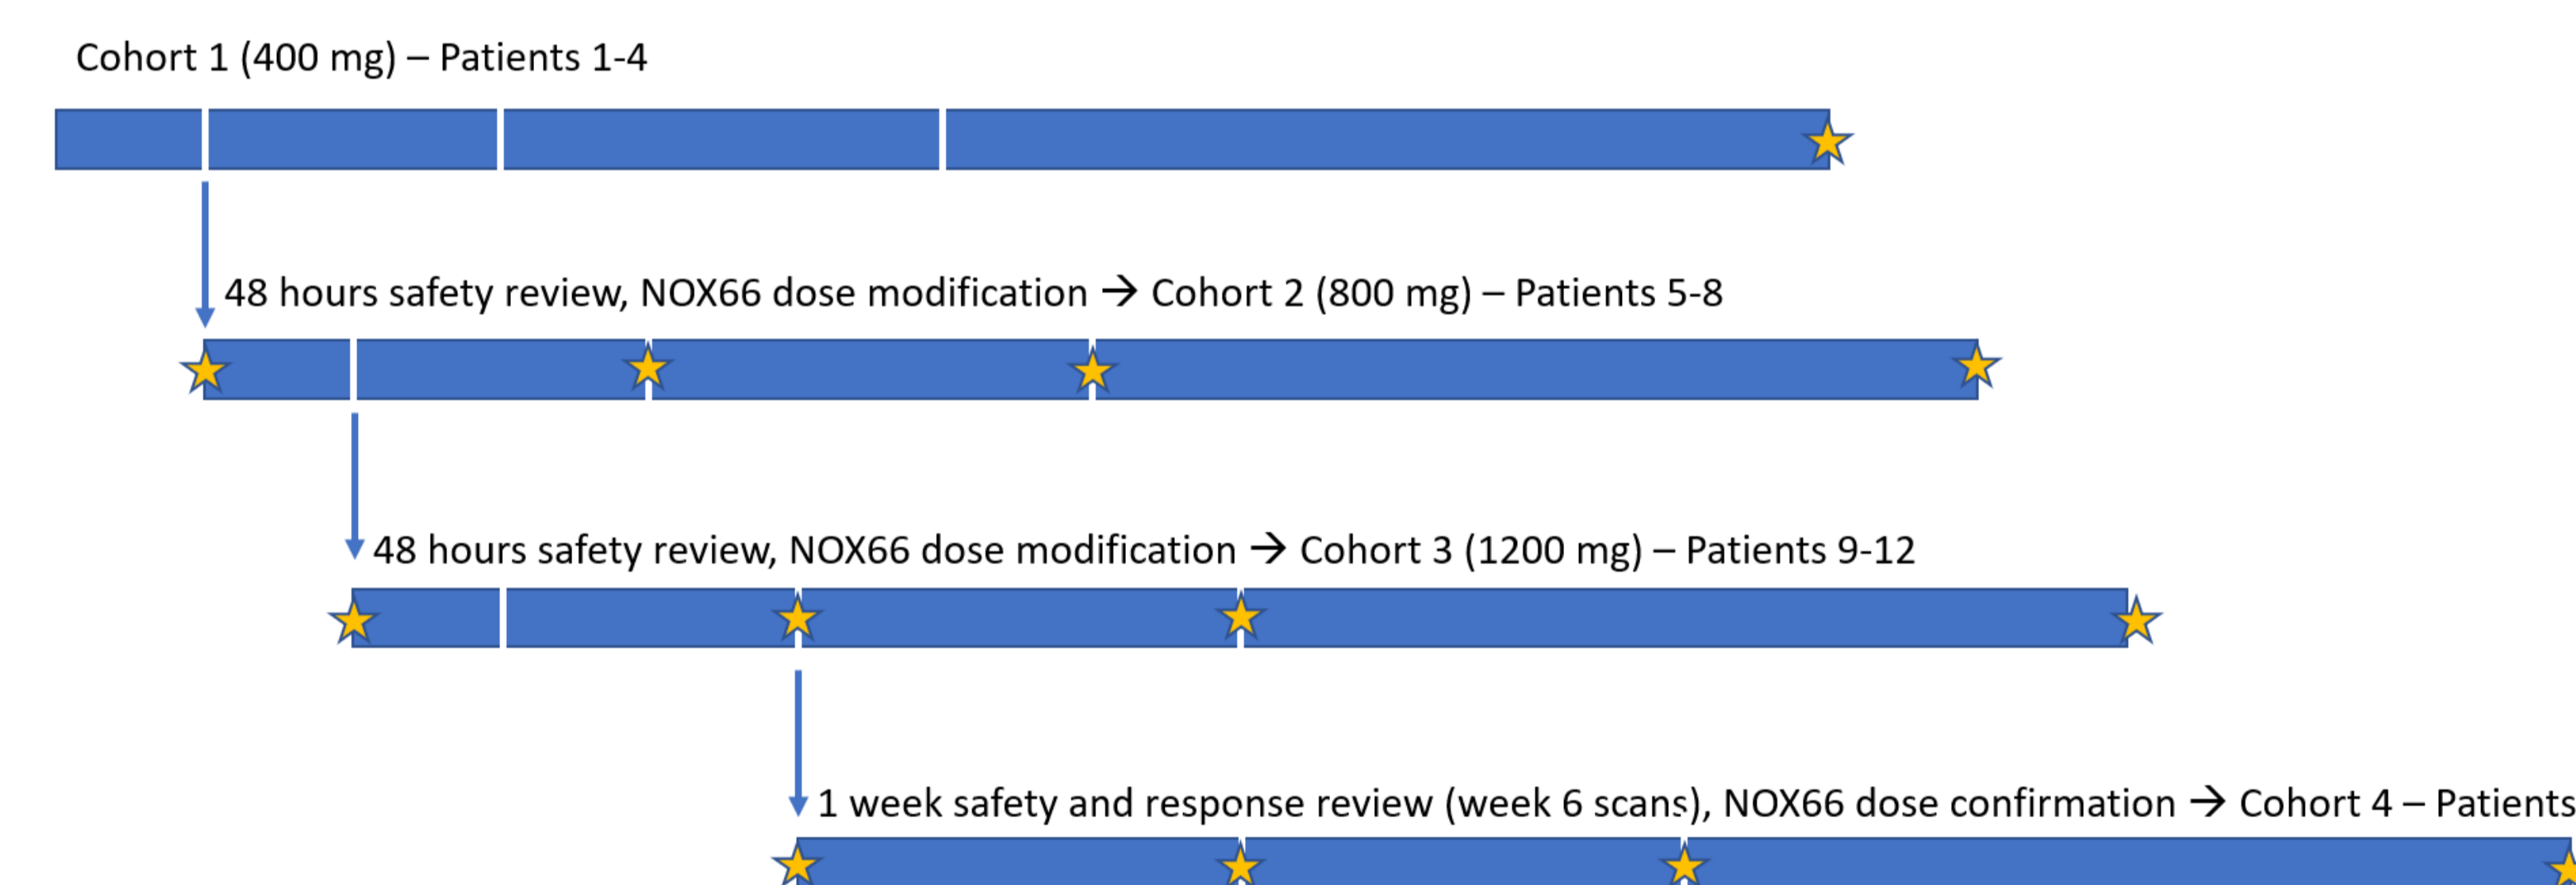 Cohort 1 (400 mg) – Patients 1-4
48 hours safety review, NOX66 dose modification → Cohort 2 (800 mg) – Patients 5-8
48 hours safety review, NOX66 dose modification → Cohort 3 (1200 mg) – Patients 9-12
1 week safety and response review (week 6 scans), NOX66 dose confirmation → Cohort 4 – Patients